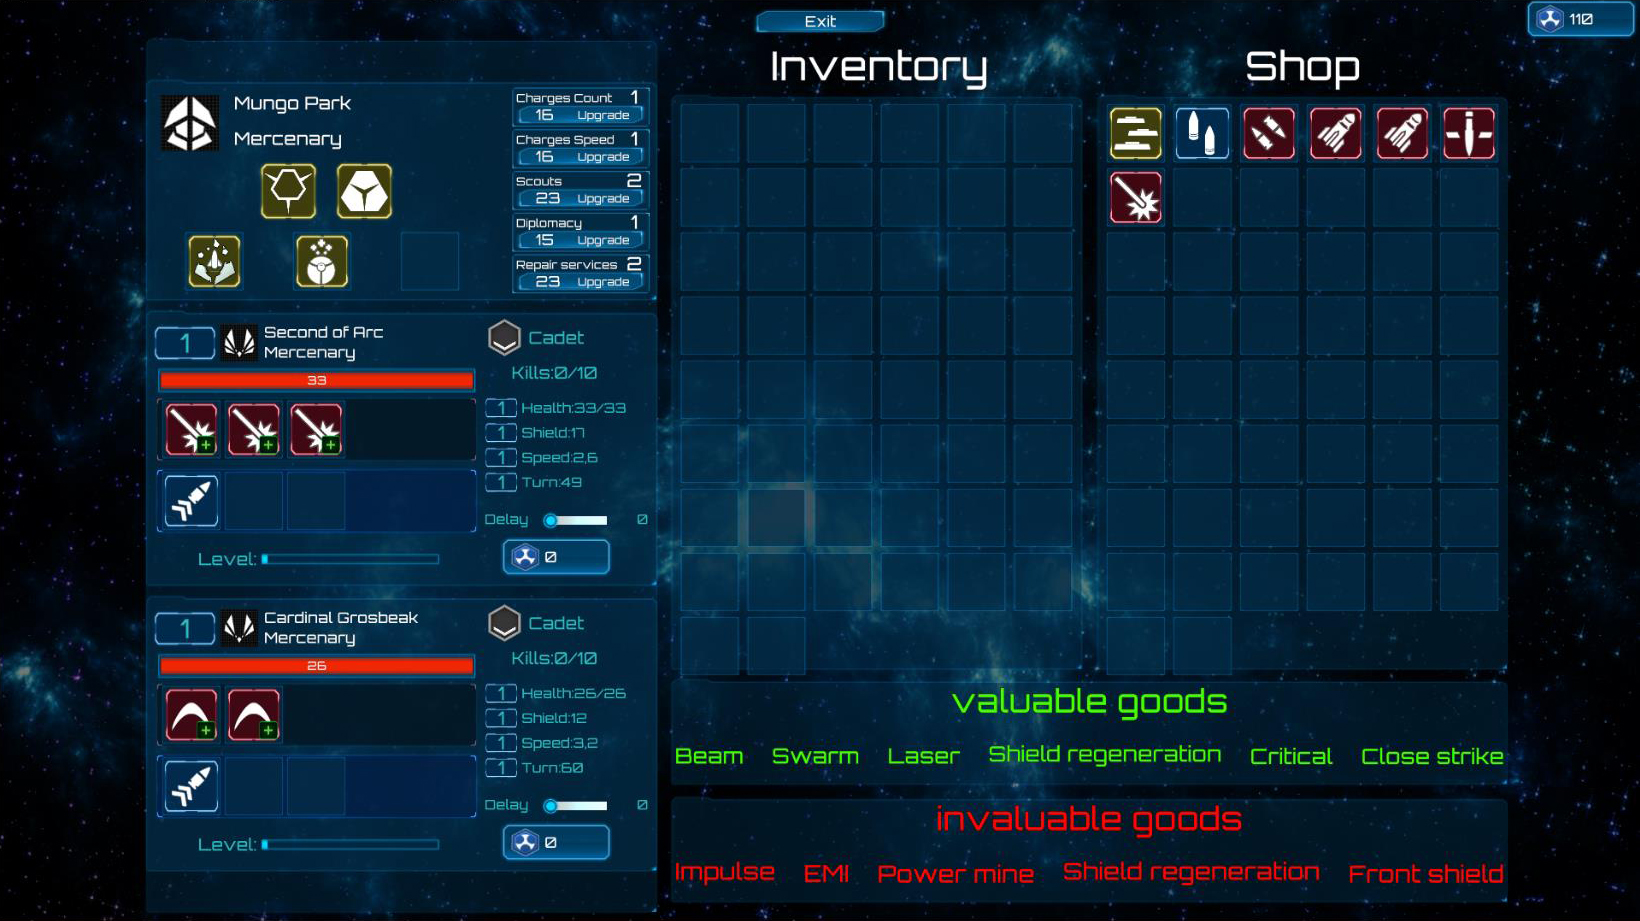 Exit
110
Inventory
Shop
Mungo Park
Mercenary
Charges Count 1
16 Upgrade
Charges Speed 1
16 Upgrade
Scouts 2
23 Upgrade
Diplomacy 1
15 Upgrade
Repair services 2
23 Upgrade
1
Second of Arc
Mercenary
Cadet
Kills:0/10
33
1 Health:33/33
1 Shield:17
1 Speed:2,6
1 Turn:49
Delay 0
Level:
0
1
Cardinal Grosbeak
Mercenary
Cadet
Kills:0/10
26
1 Health:26/26
1 Shield:12
1 Speed:3,2
1 Turn:60
Delay 0
Level:
0
valuable goods
Beam Swarm Laser Shield regeneration Critical Close strike
invaluable goods
Impulse EMI Power mine Shield regeneration Front shield